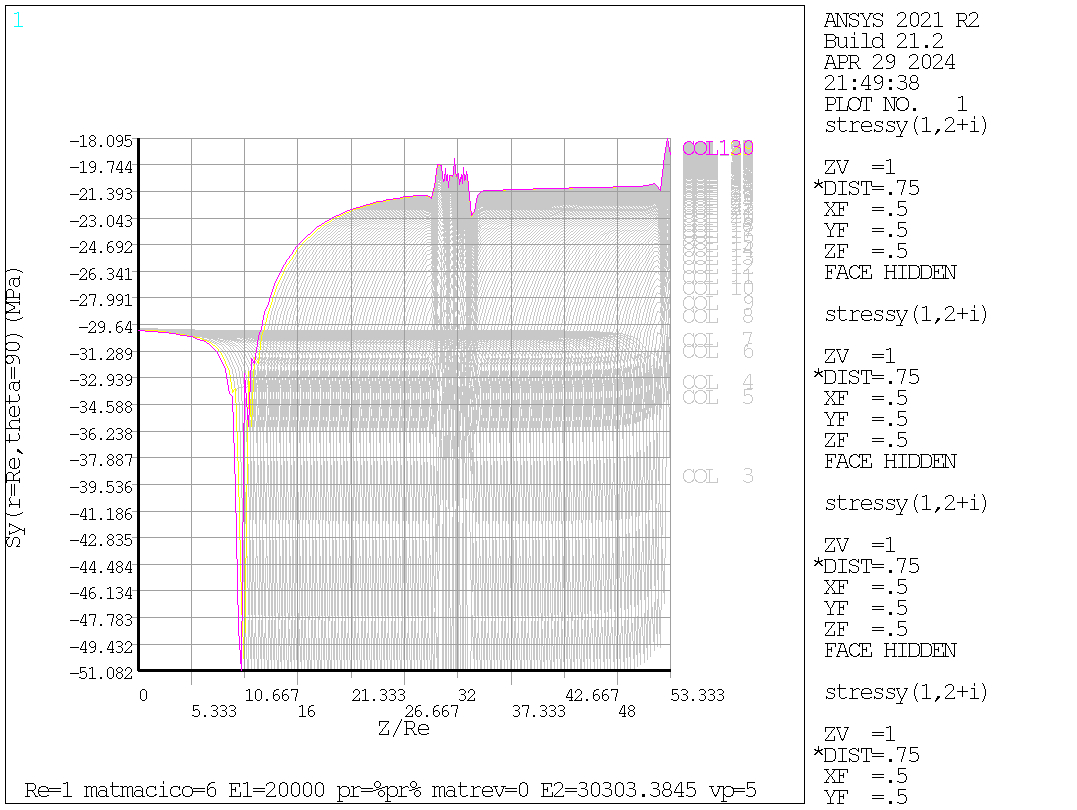 1
ANSYS 2021 R2
Build 21.2
APR 29 2024
21:49:38
PLOT NO. 1
stressy(1,2+i)
ZV =1
*DIST=.75
XF =.5
YF =.5
ZF =.5
FACE HIDDEN
stressy(1,2+i)
ZV =1
*DIST=.75
XF =.5
YF =.5
ZF =.5
FACE HIDDEN
stressy(1,2+i)
ZV =1
*DIST=.75
XF =.5
YF =.5
ZF =.5
FACE HIDDEN
stressy(1,2+i)
ZV =1
*DIST=.75
XF =.5
YF =.5
Sy(r=Re,theta=90)(MPa)
-18.095
-19.744
-21.393
-23.043
-24.692
-26.341
-27.991
-29.64
-31.289
-32.939
-34.588
-36.238
-37.887
-39.536
-41.186
-42.835
-44.484
-46.134
-47.783
-49.432
-51.082
COL130
COL 9
COL 8
COL 7
COL 6
COL 4
COL 5
COL 3
0 10.667 21.333 32 42.667 53.333
5.333 16 26.667 37.333 48
Z/Re
Re=1 matmacico=6 E1=20000 pr=%pr% matrev=0 E2=30303.3845 vp=5